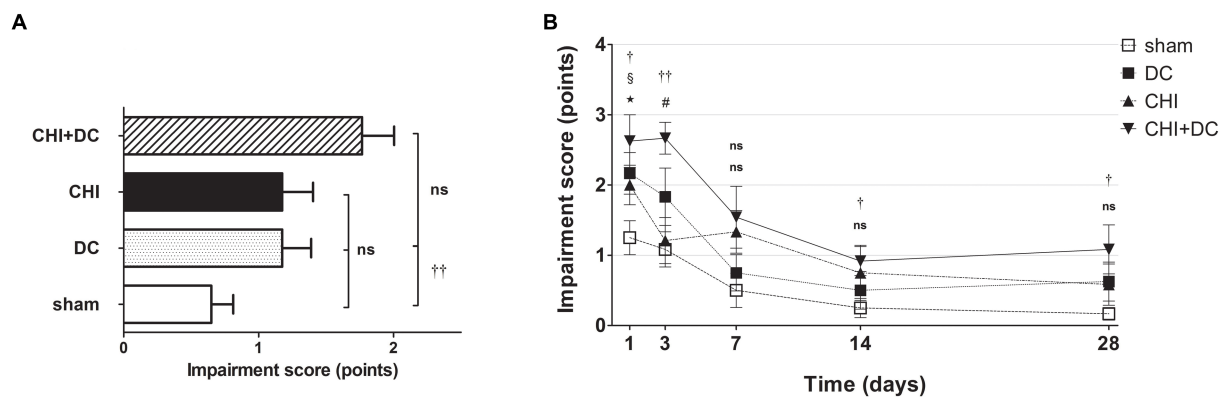 A
CHI+DC
CHI
DC
sham
ns
ns
††
0
1
2
Impairment score (points)
B
Impairment score (points)
4
3
2
1
0
†
§
★
††
#
ns
ns
†
ns
†
ns
1
3
7
14
28
Time (days)
sham
DC
CHI
CHI+DC